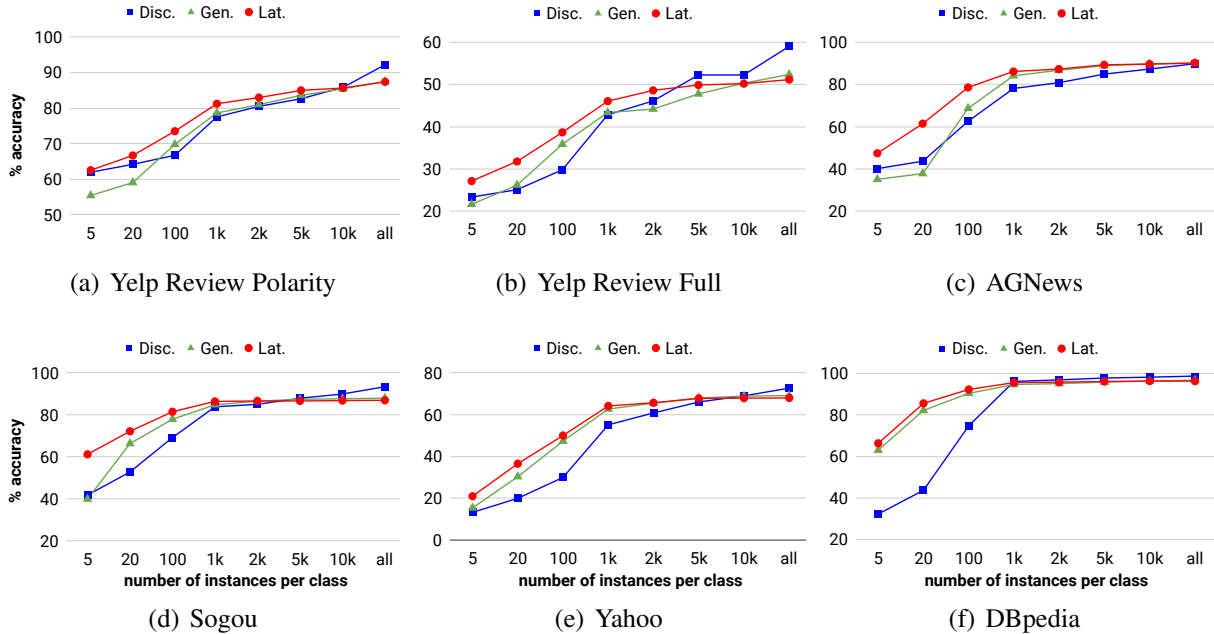 Disc. Gen. Lat.
100
90
80
70
60
50
% accuracy
5 20 100 1k 2k 5k 10k all
(a) Yelp Review Polarity
Disc. Gen. Lat.
60
50
40
30
20
5 20 100 1k 2k 5k 10k all
(b) Yelp Review Full
Disc. Gen. Lat.
100
80
60
40
20
5 20 100 1k 2k 5k 10k all
(c) AGNews
Disc. Gen. Lat.
100
80
60
40
20
% accuracy
5 20 100 1k 2k 5k 10k all
number of instances per class
(d) Sogou
Disc. Gen. Lat.
80
60
40
20
0
5 20 100 1k 2k 5k 10k all
number of instances per class
(e) Yahoo
Disc. Gen. Lat.
100
80
60
40
20
5 20 100 1k 2k 5k 10k all
number of instances per class
(f) DBpedia